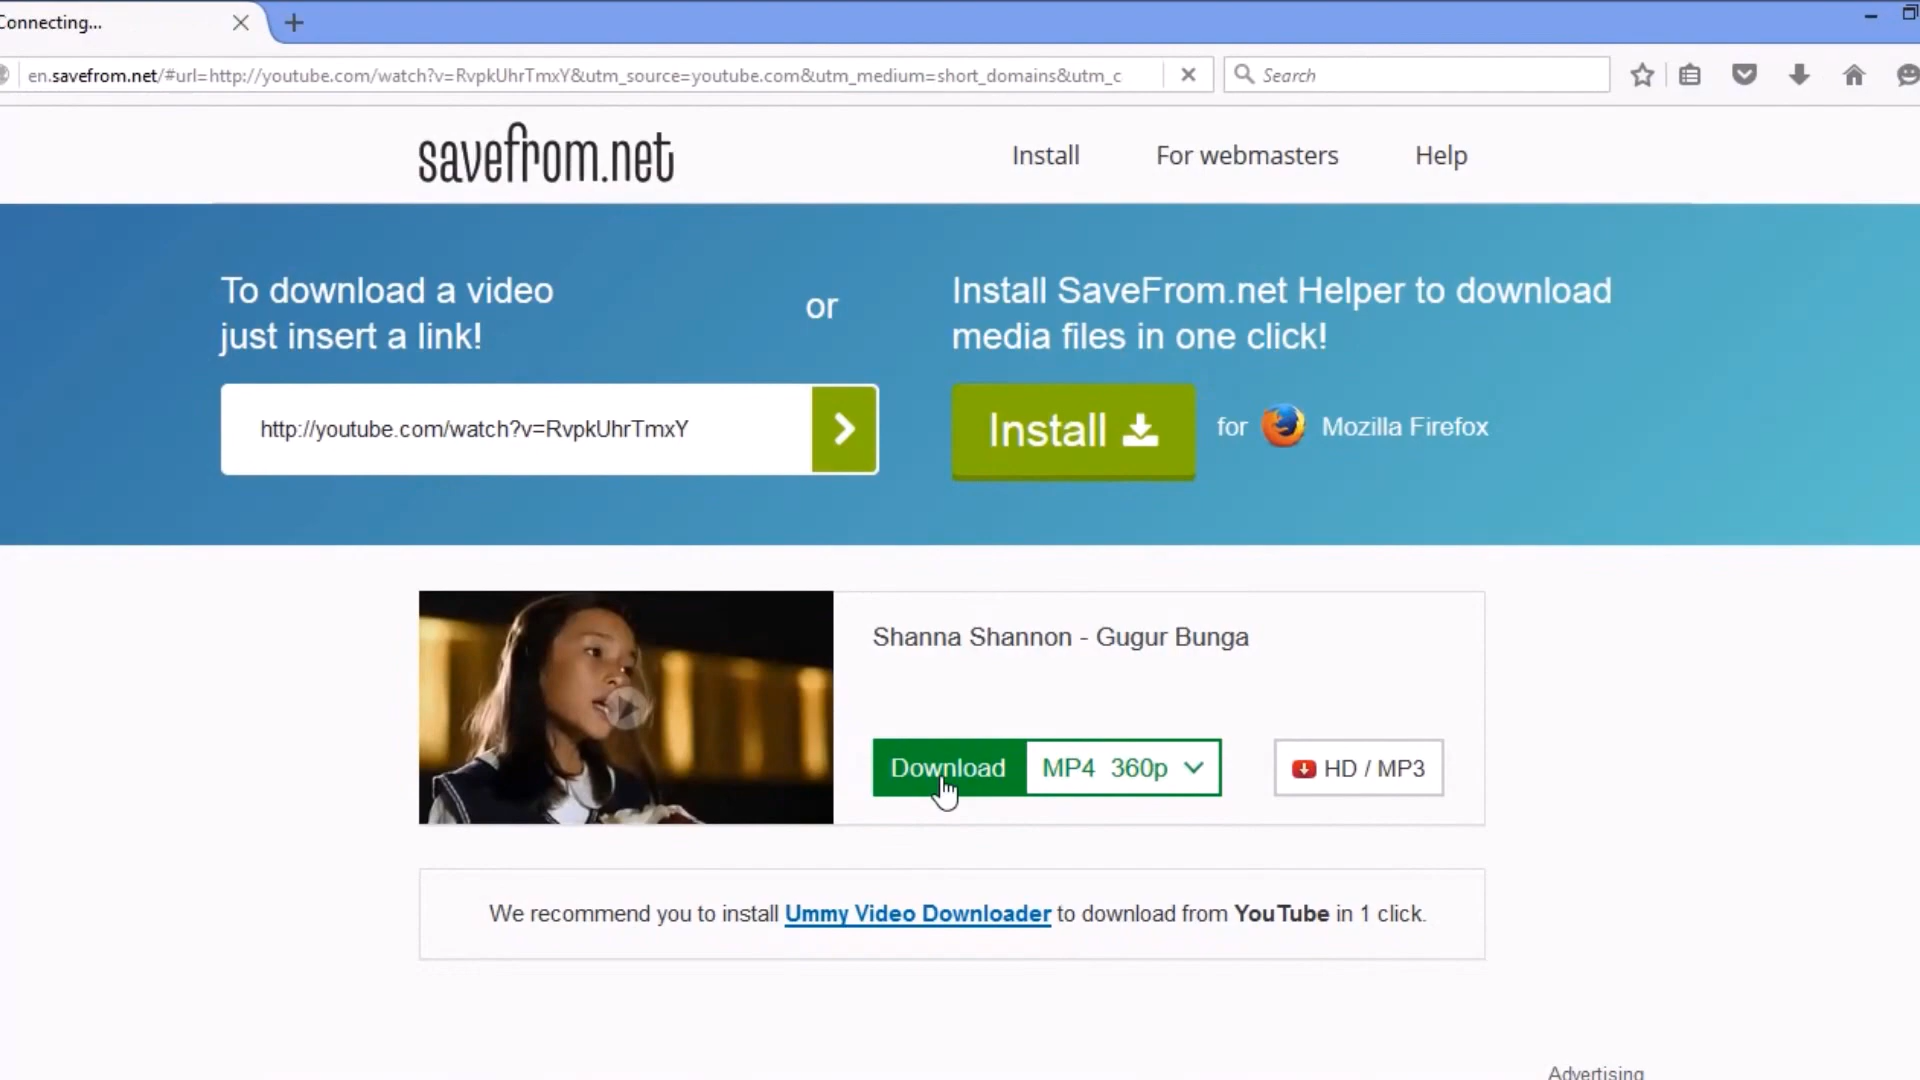 Connecting...
en.savefrom.net/#url=http://youtube.com/watch?v=RvpkUhrTmxY&utm_source=youtube.com&utm_medium=short_domains&utm_c
Search
savefrom.net
Install
For webmasters
Help
To download a video
just insert a link!
or
Install SaveFrom.net Helper to download
media files in one click!
http://youtube.com/watch?v=RvpkUhrTmxY
Install
for
Mozilla Firefox
Shanna Shannon - Gugur Bunga
Download
MP4 360p
HD / MP3
We recommend you to install Ummy Video Downloader to download from YouTube in 1 click.
Advertising